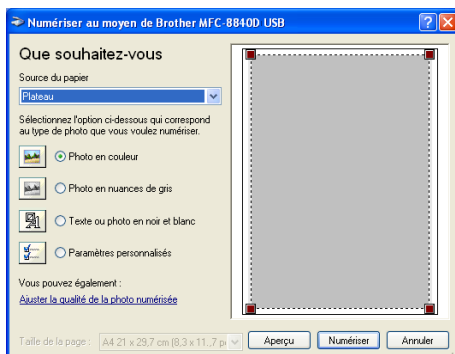 Numériser au moyen de Brother MFC-8840D USB
Que souhaitez-vous
Source du papier
Plateau
Sélectionnez l'option ci-dessous qui correspond
au type de photo que vous voulez numériser.
Photo en couleur
Photo en nuances de gris
Texte ou photo en noir et blanc
Paramètres personnalisés
Vous pouvez également :
Ajuster la qualité de la photo numérisée
Taille de la page :
A4 21 x 29,7 cm (8,3 x 11..,7 p
Aperçu
Numériser
Annuler